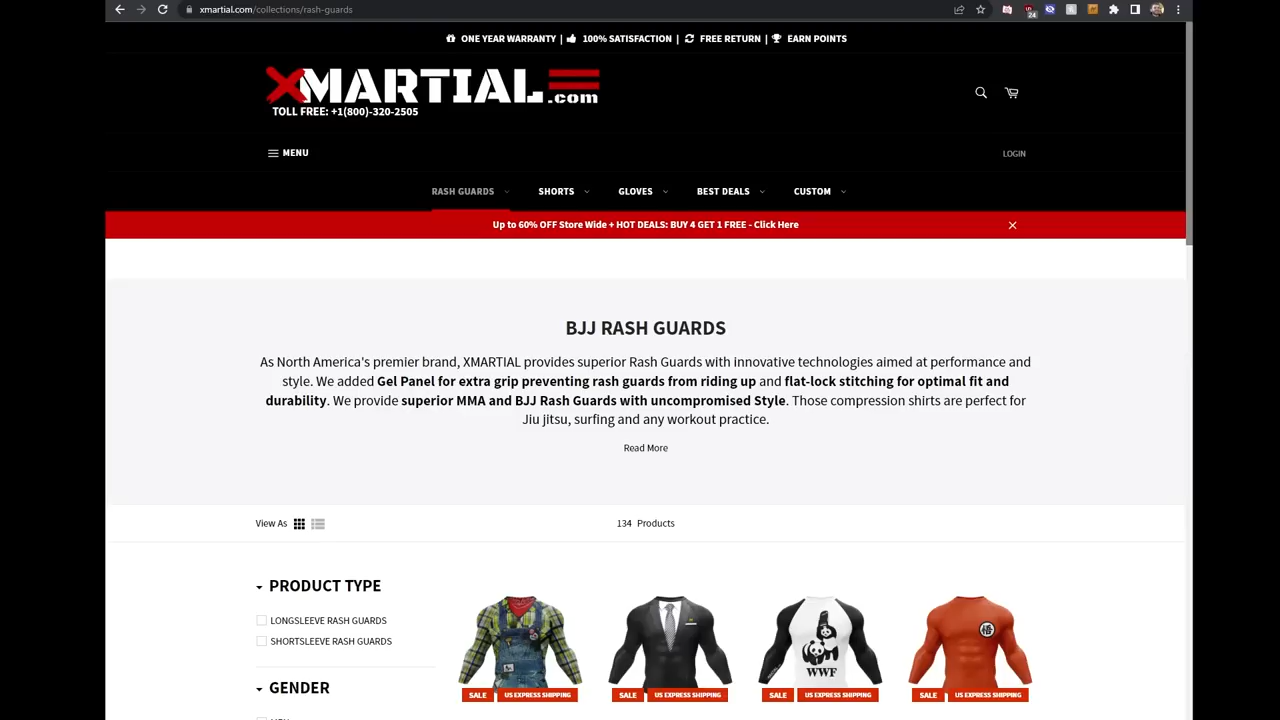 xmartial.com/collections/rash-guards
24
ONE YEAR WARRANTY | 100% SATISFACTION | FREE RETURN | EARN POINTS
XMARTIAL
.com
TOLL FREE: +1(800)-320-2505
MENU
LOGIN
RASH GUARDS SHORTS GLOVES BEST DEALS CUSTOM
Up to 60% OFF Store Wide + HOT DEALS: BUY 4 GET 1 FREE - Click Here
BJJ RASH GUARDS
As North America's premier brand, XMARTIAL provides superior Rash Guards with innovative technologies aimed at performance and
style. We added Gel Panel for extra grip preventing rash guards from riding up and flat-lock stitching for optimal fit and
durability. We provide superior MMA and BJJ Rash Guards with uncompromised Style. Those compression shirts are perfect for
Jiu jitsu, surfing and any workout practice.
Read More
View As
134 Products
PRODUCT TYPE
LONGSLEEVE RASH GUARDS
SHORTSLEEVE RASH GUARDS
GENDER
WWF
悟
SALE US EXPRESS SHIPPING SALE US EXPRESS SHIPPING SALE US EXPRESS SHIPPING SALE US EXPRESS SHIPPING